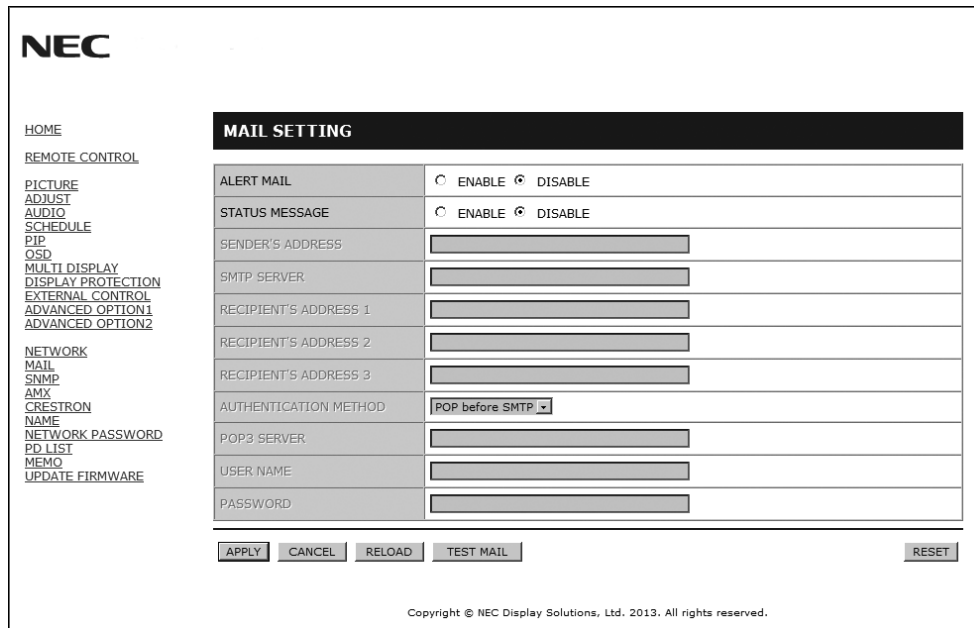 NEC
HOME
REMOTE CONTROL
PICTURE
ADJUST
AUDIO
SCHEDULE
PIP
OSD
MULTI DISPLAY
DISPLAY PROTECTION
EXTERNAL CONTROL
ADVANCED OPTION1
ADVANCED OPTION2
NETWORK
MAIL
SNMP
AMX
CRESTRON
NAME
NETWORK PASSWORD
PD LIST
MEMO
UPDATE FIRMWARE
MAIL SETTING
ALERT MAIL ENABLE DISABLE
STATUS MESSAGE ENABLE DISABLE
SENDER'S ADDRESS
SMTP SERVER
RECIPIENT'S ADDRESS 1
RECIPIENT'S ADDRESS 2
RECIPIENT'S ADDRESS 3
AUTHENTICATION METHOD POP before SMTP
POP3 SERVER
USER NAME
PASSWORD
APPLY CANCEL RELOAD TEST MAIL RESET
Copyright © NEC Display Solutions, Ltd. 2013. All rights reserved.